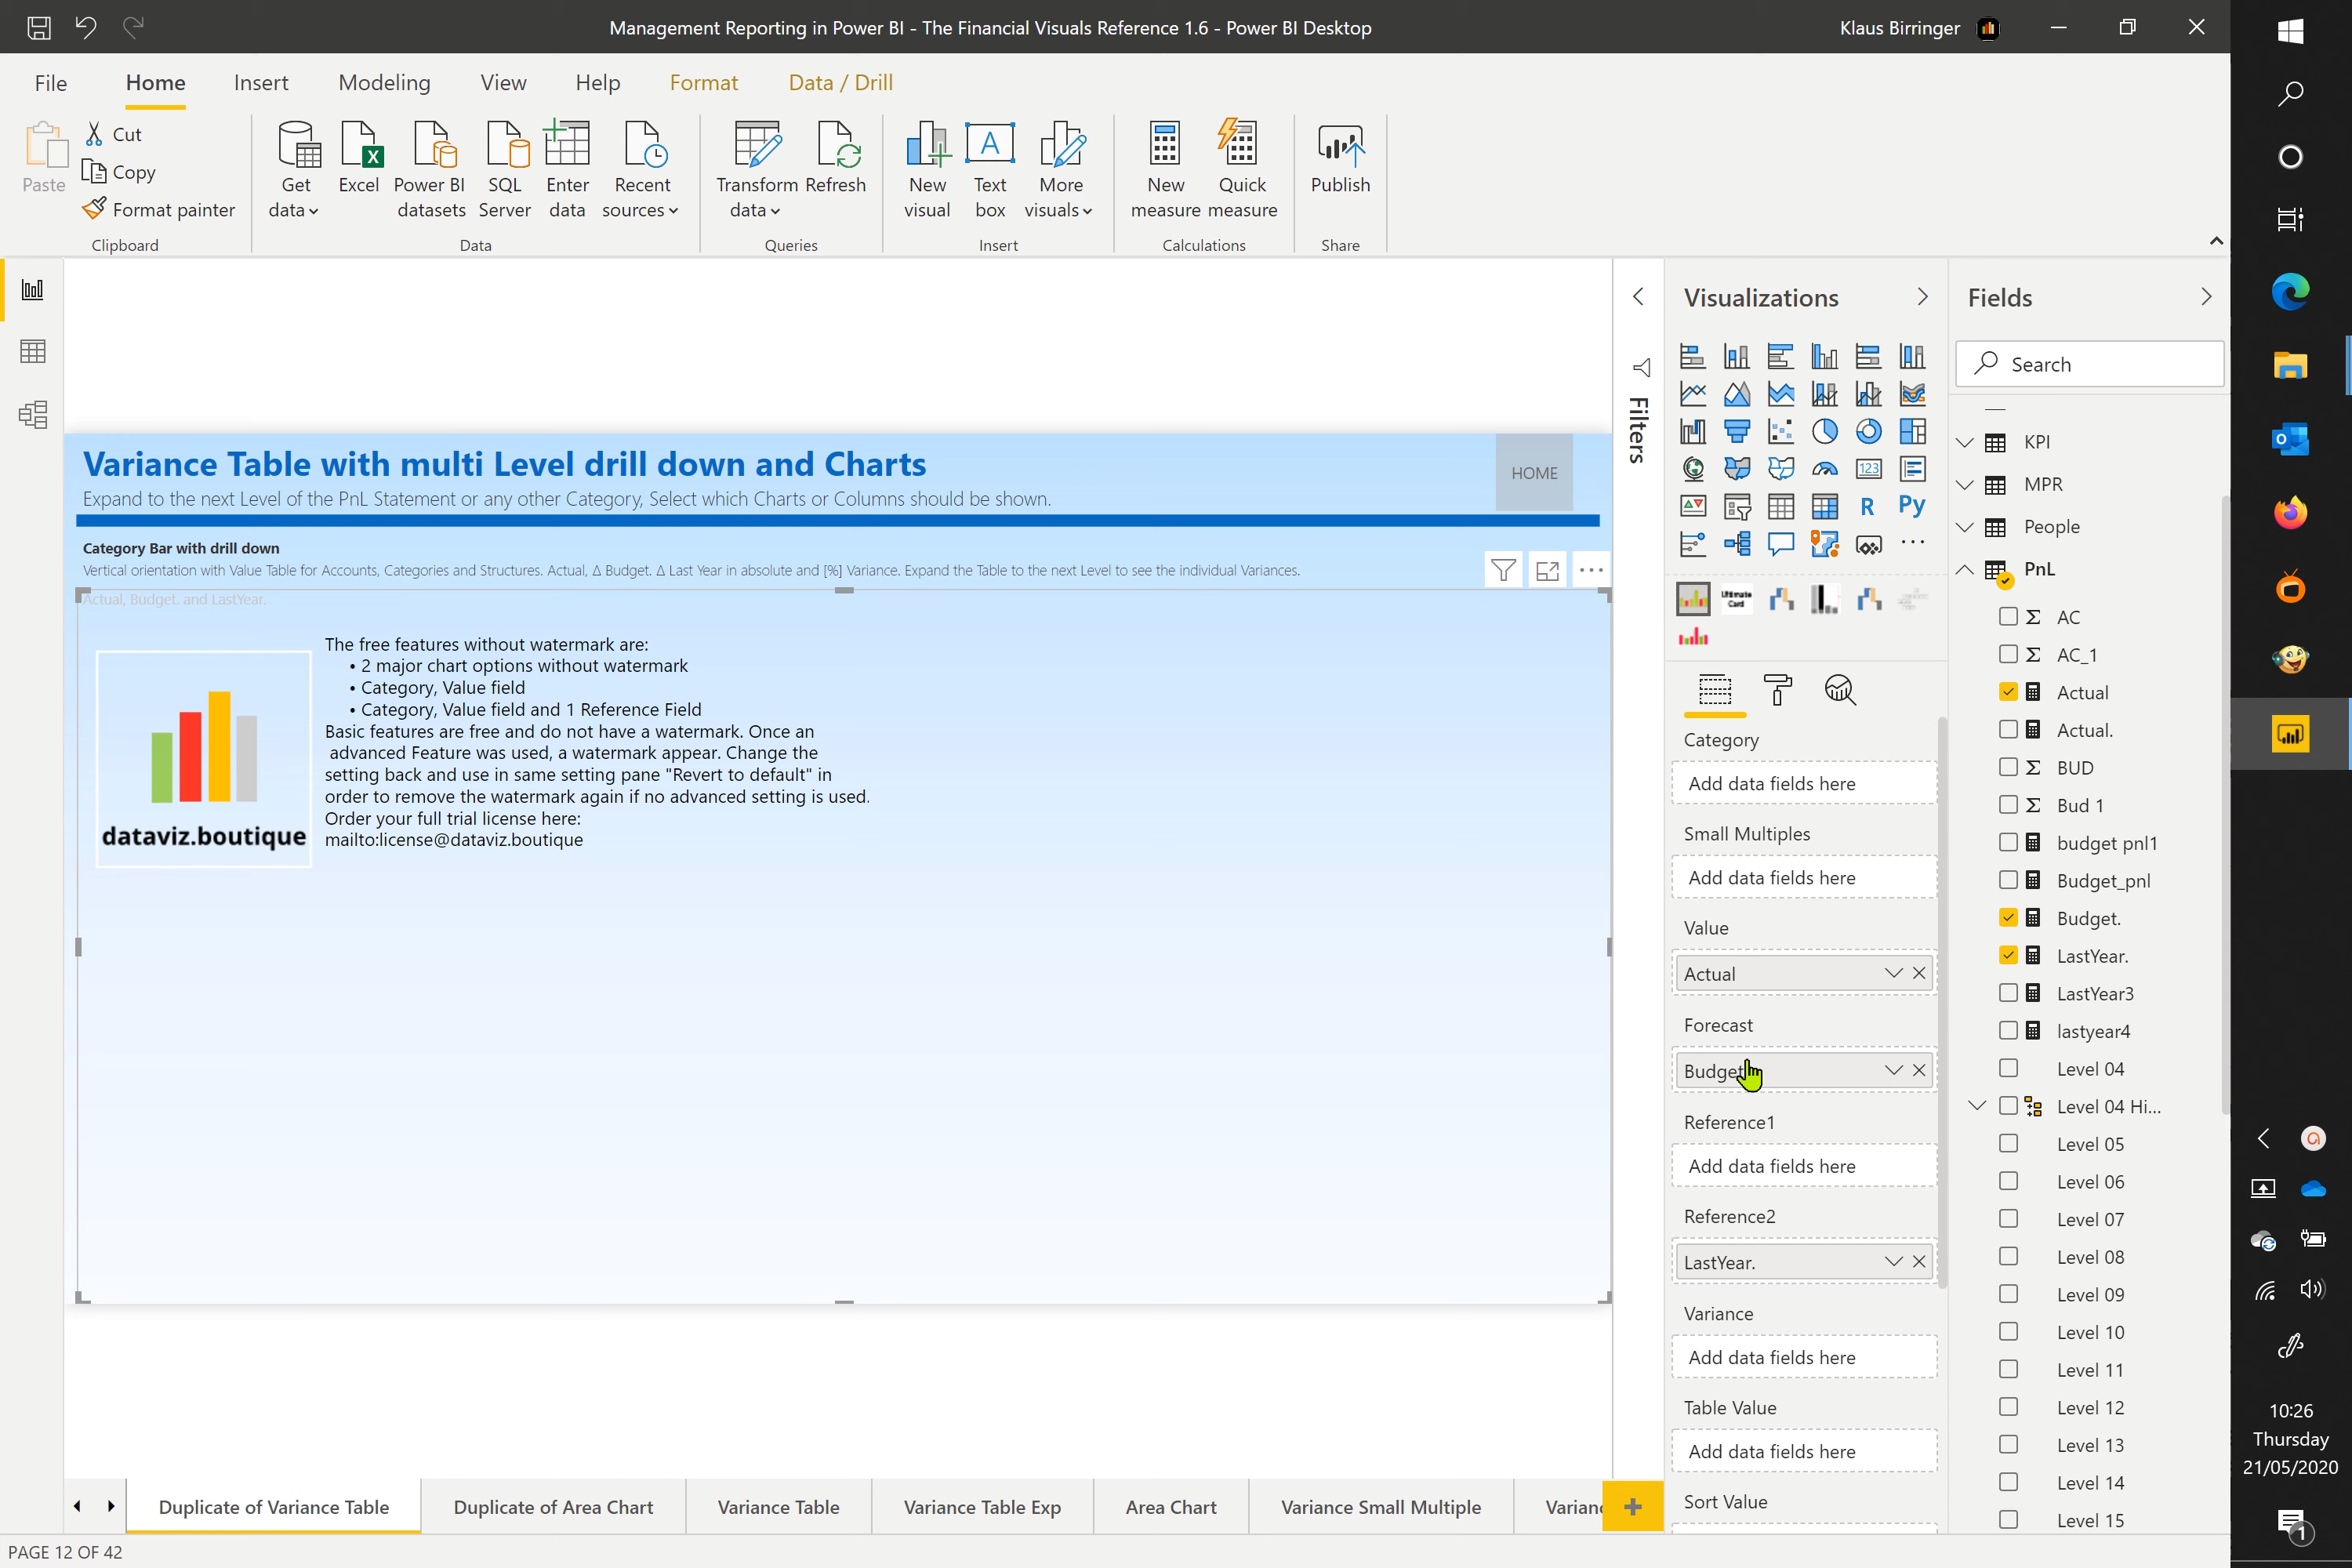 Management Reporting in Power BI - The Financial Visuals Reference 1.6 - Power BI Desktop
Klaus Birringer
File Home Insert Modeling View Help Format Data / Drill
Paste
Cut
Copy
Format painter
Clipboard
Get data
Excel
Power BI datasets
SQL Server
Enter data
Recent sources
Data
Transform data
Refresh
Queries
New visual
Text box
More visuals
Insert
New measure
Quick measure
Calculations
Publish
Share
Variance Table with multi Level drill down and Charts
Expand to the next Level of the PnL Statement or any other Category, Select which Charts or Columns should be shown.
HOME
Category Bar with drill down
Vertical orientation with Value Table for Accounts, Categories and Structures. Actual, Δ Budget. Δ Last Year in absolute and [%] Variance. Expand the Table to the next Level to see the individual Variances.
Actual, Budget. and LastYear.
dataviz.boutique
The free features without watermark are:
• 2 major chart options without watermark
• Category, Value field
• Category, Value field and 1 Reference Field
Basic features are free and do not have a watermark. Once an
advanced Feature was used, a watermark appear. Change the
setting back and use in same setting pane "Revert to default" in
order to remove the watermark again if no advanced setting is used.
Order your full trial license here:
mailto:license@dataviz.boutique
Filters
Visualizations
123
R
Py
Ultimate Card
Category
Add data fields here
Small Multiples
Add data fields here
Value
Actual
Forecast
Budget
Reference1
Add data fields here
Reference2
LastYear.
Variance
Add data fields here
Table Value
Add data fields here
Sort Value
Fields
Search
KPI
MPR
People
PnL
Σ AC
Σ AC_1
Actual
Actual.
Σ BUD
Σ Bud 1
budget pnl1
Budget_pnl
Budget.
LastYear.
LastYear3
lastyear4
Level 04
Level 04 Hi...
Level 05
Level 06
Level 07
Level 08
Level 09
Level 10
Level 11
Level 12
Level 13
Level 14
Level 15
Duplicate of Variance Table
Duplicate of Area Chart
Variance Table
Variance Table Exp
Area Chart
Variance Small Multiple
PAGE 12 OF 42
10:26
Thursday
21/05/2020
1